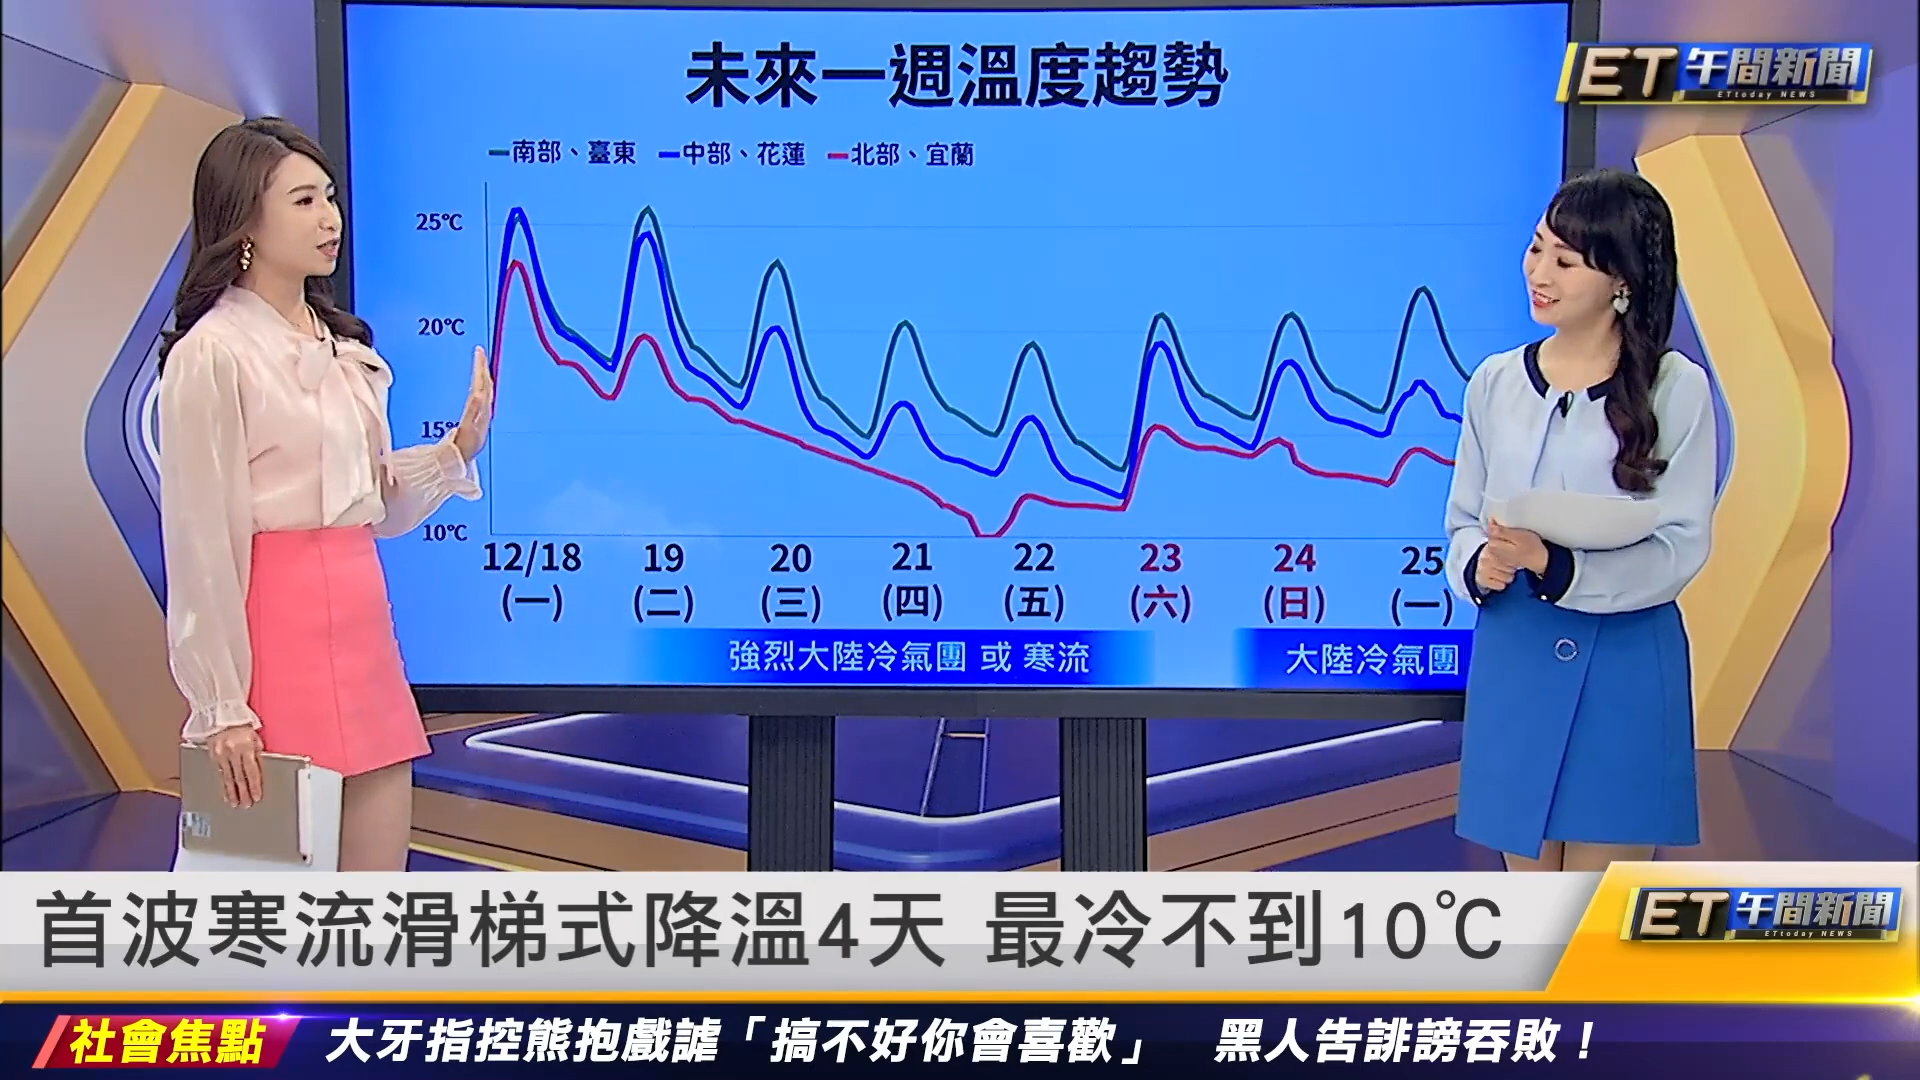 未來一週溫度趨勢
ET午間新聞
ETtoday NEWS
南部、臺東 中部、花蓮 北部、宜蘭
25℃
20℃
15℃
10℃
12/18 19 20 21 22 23 24 25
(一) (二) (三) (四) (五) (六) (日) (一)
強烈大陸冷氣團 或 寒流 大陸冷氣團
首波寒流滑梯式降溫4天 最冷不到10℃
ET午間新聞
ETtoday NEWS
社會焦點 大牙指控熊抱戲謔「搞不好你會喜歡」 黑人告誹謗吞敗！